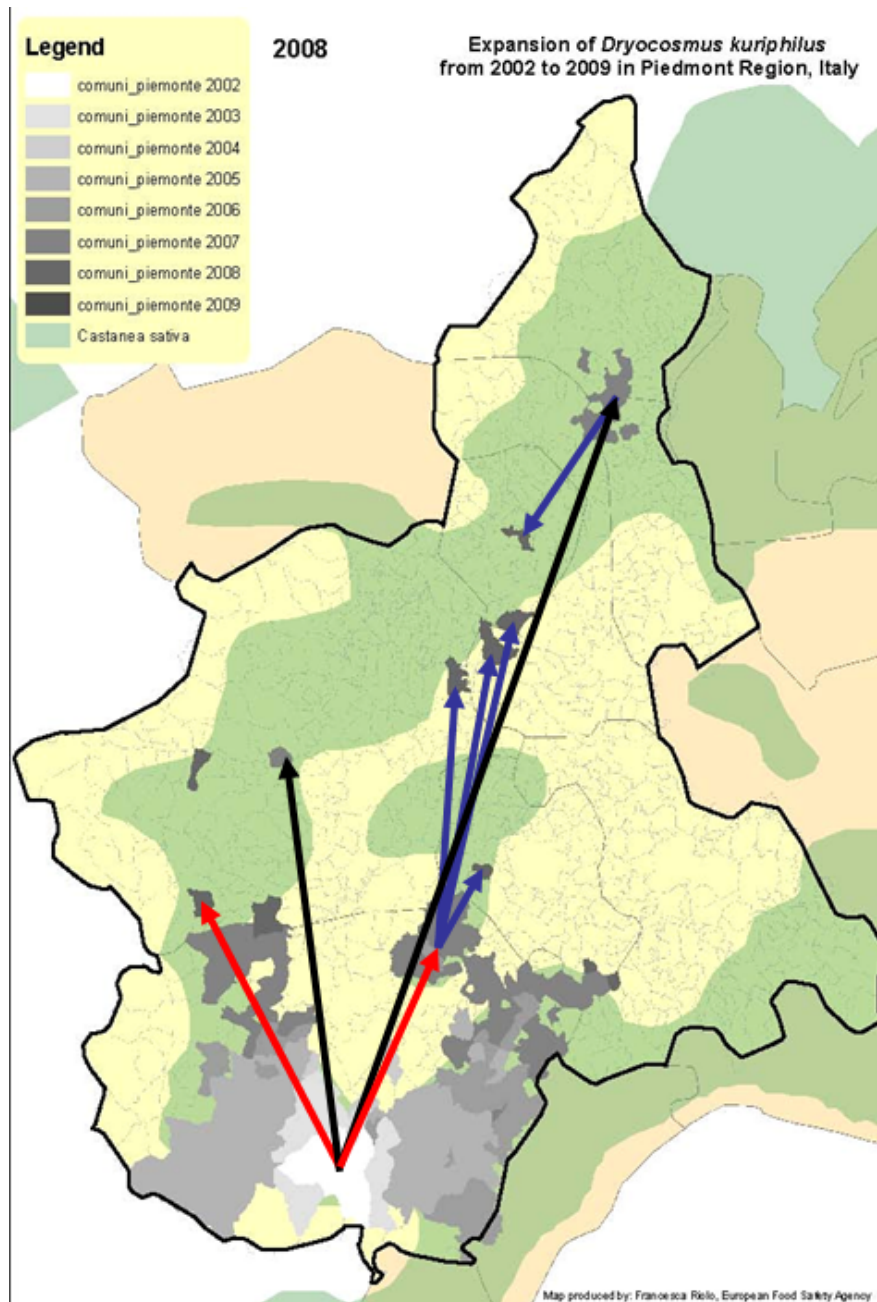 Legend
2008
Expansion of Dryocosmus kuriphilus
from 2002 to 2009 in Piedmont Region, Italy
comuni_piemonte 2002
comuni_piemonte 2003
comuni_piemonte 2004
comuni_piemonte 2005
comuni_piemonte 2006
comuni_piemonte 2007
comuni_piemonte 2008
comuni_piemonte 2009
Castanea sativa
Map produced by: Francesca Riolo, European Food Safety Agency